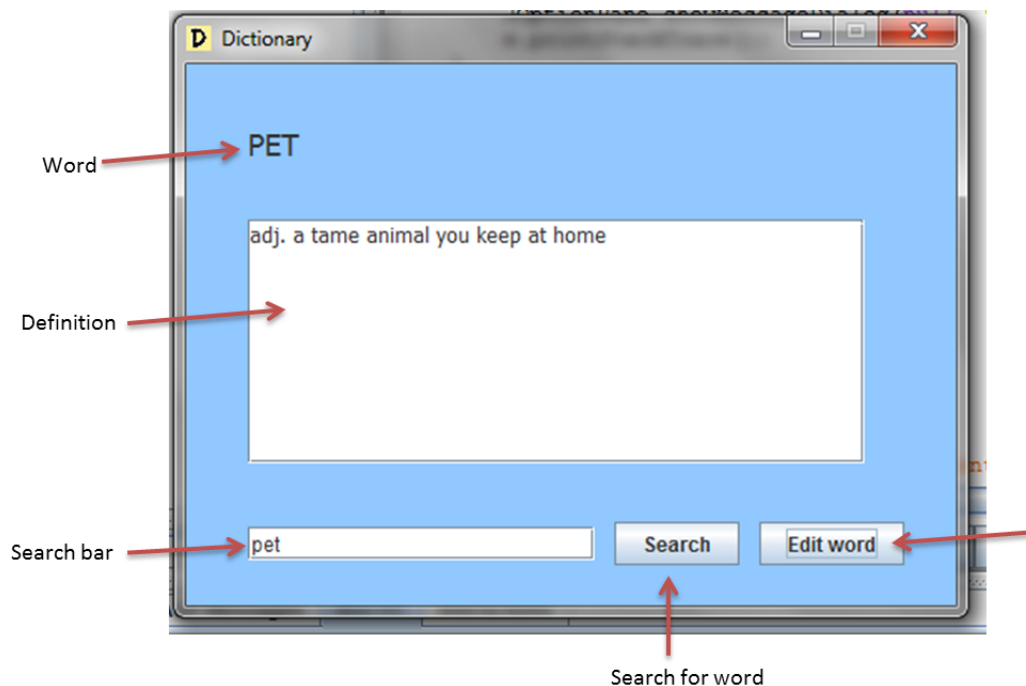 D Dictionary
Word
PET
adj. a tame animal you keep at home
Definition
Search bar
pet
Search
Edit word
Search for word